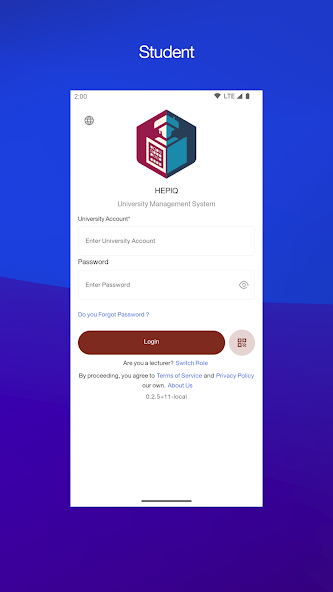 Student
2:00
LTE
HEPIQ
University Management System
University Account*
Enter University Account
Password
Enter Password
Do you Forgot Password ?
Login
Are you a lecturer? Switch Role
By proceeding, you agree to Terms of Service and Privacy Policy
our own. About Us
0.2.5+11-local